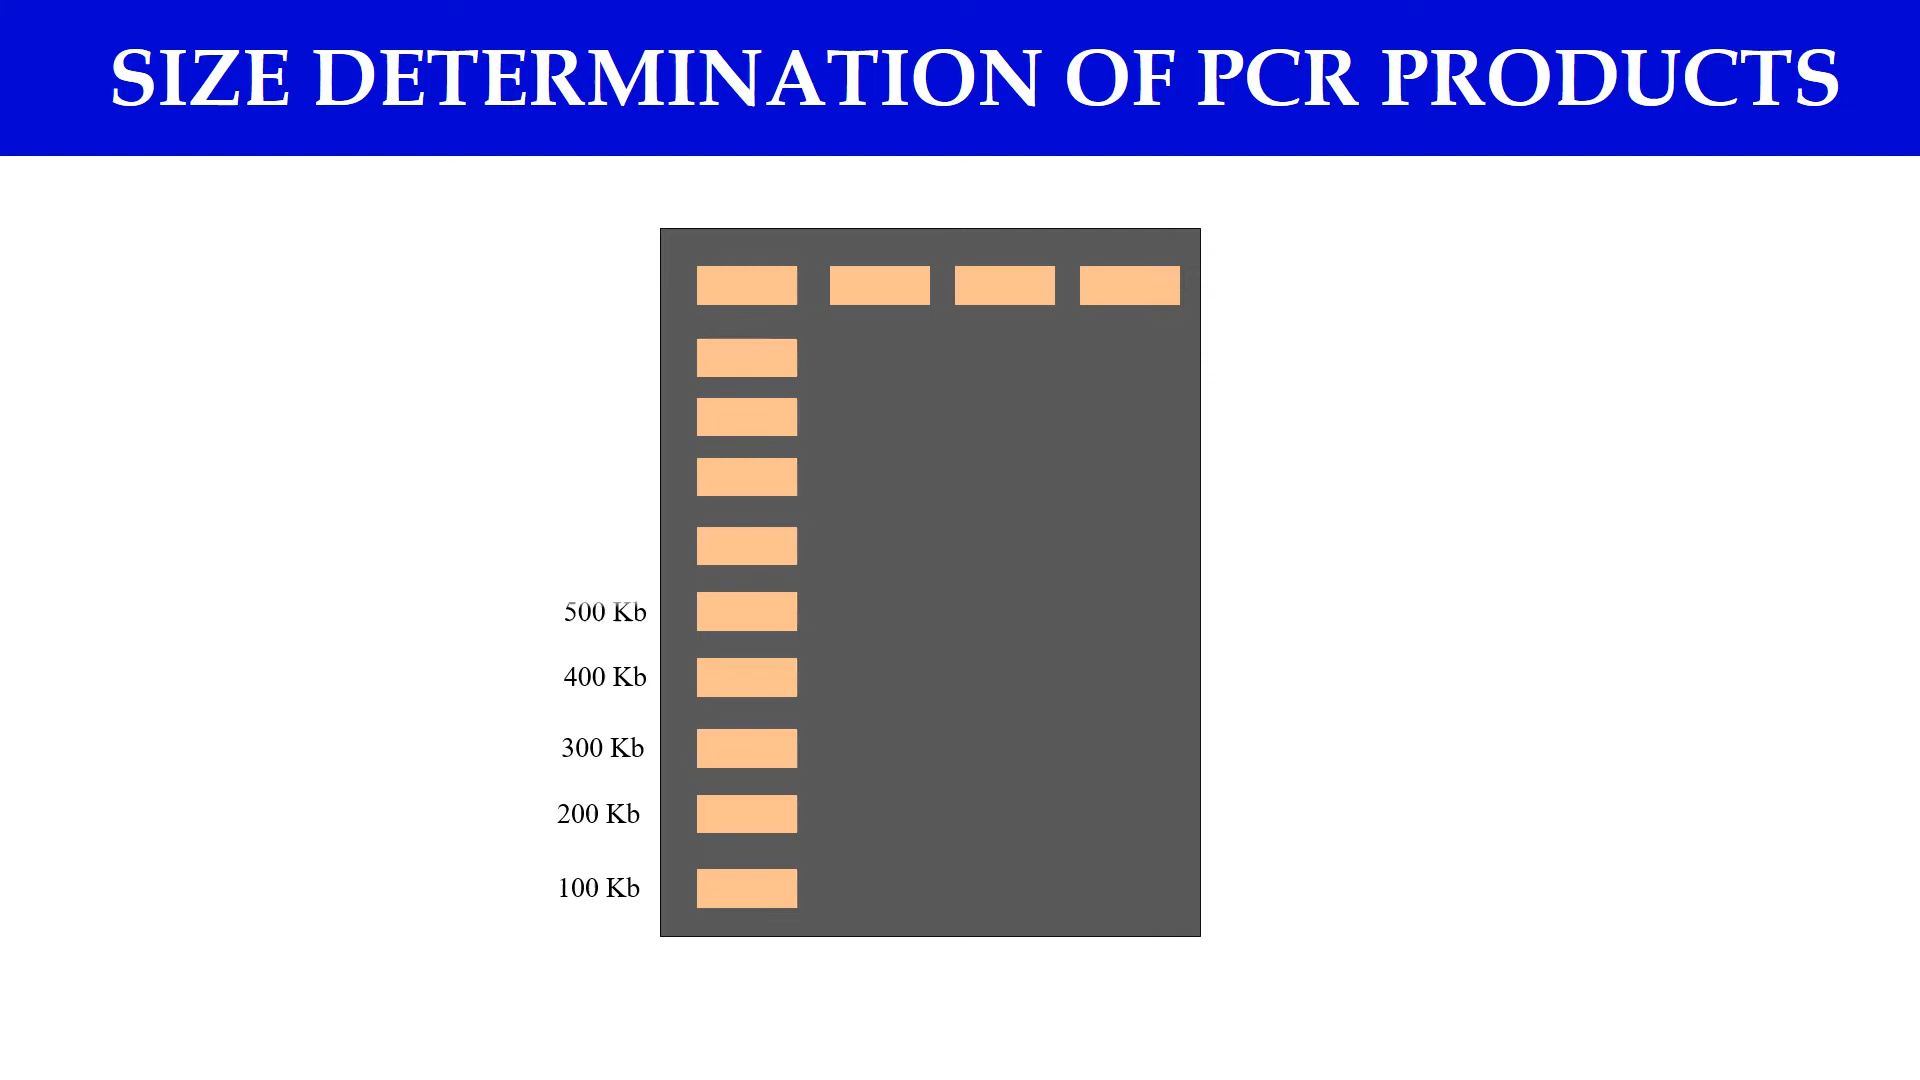 SIZE DETERMINATION OF PCR PRODUCTS
500 Kb
400 Kb
300 Kb
200 Kb
100 Kb